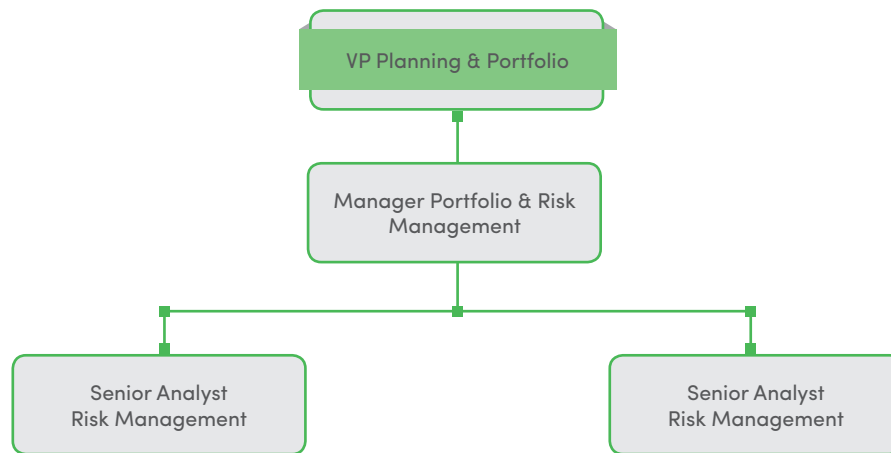 VP Planning & Portfolio
Manager Portfolio & Risk
Management
Senior Analyst
Risk Management
Senior Analyst
Risk Management